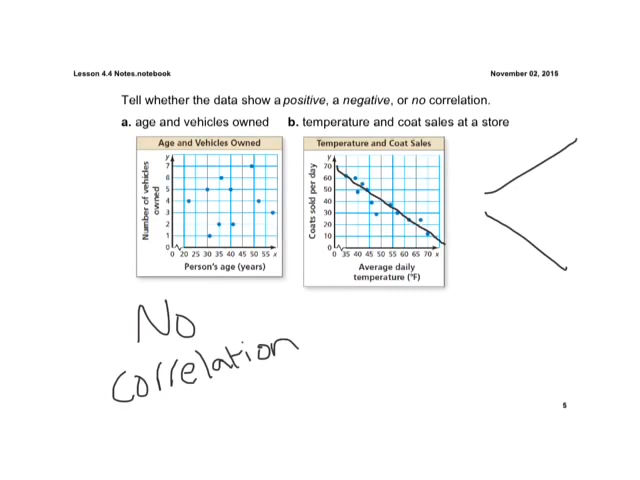 Lesson 4.4 Notes.notebook
November 02, 2015
Tell whether the data show a positive, a negative, or no correlation.
a. age and vehicles owned
b. temperature and coat sales at a store
Age and Vehicles Owned
Number of vehicles
owned
y
7
6
5
4
3
2
1
0
0 20 25 30 35 40 45 50 55 x
Person's age (years)
Temperature and Coat Sales
Coats sold per day
y
70
60
50
40
30
20
10
0
0 35 40 45 50 55 60 65 70 x
Average daily
temperature (°F)
No
Correlation
5